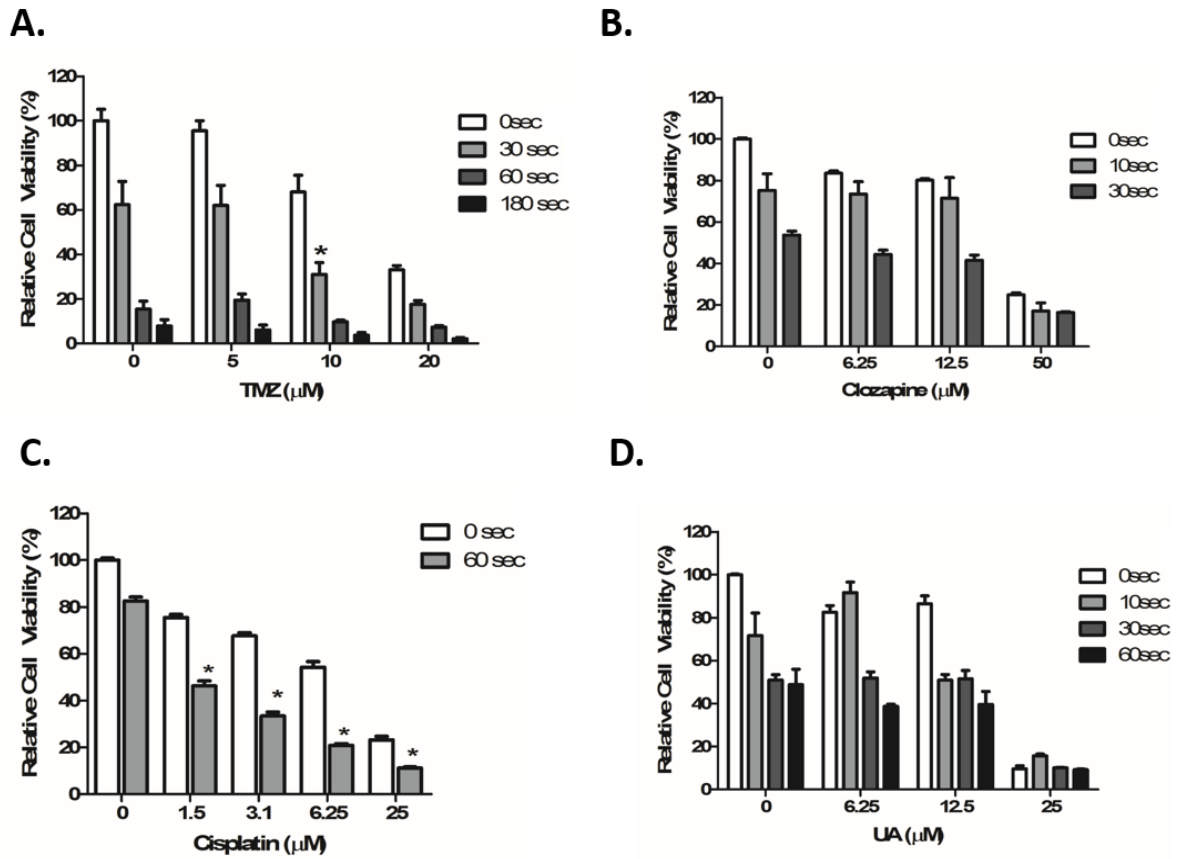 A.
120
100
80
60
40
20
0
Relative Cell Viability (%)
0sec
30 sec
60 sec
180 sec
*
0 5 10 20
TMZ (μM)
B.
120
100
80
60
40
20
0
Relative Cell Viability (%)
0sec
10sec
30sec
0 6.25 12.5 50
Clozapine (μM)
C.
120
100
80
60
40
20
0
Relative Cell Viability (%)
0 sec
60 sec
* * * *
0 1.5 3.1 6.25 25
Cisplatin (μM)
D.
120
100
80
60
40
20
0
Relative Cell Viability (%)
0sec
10sec
30sec
60sec
0 6.25 12.5 25
UA (μM)